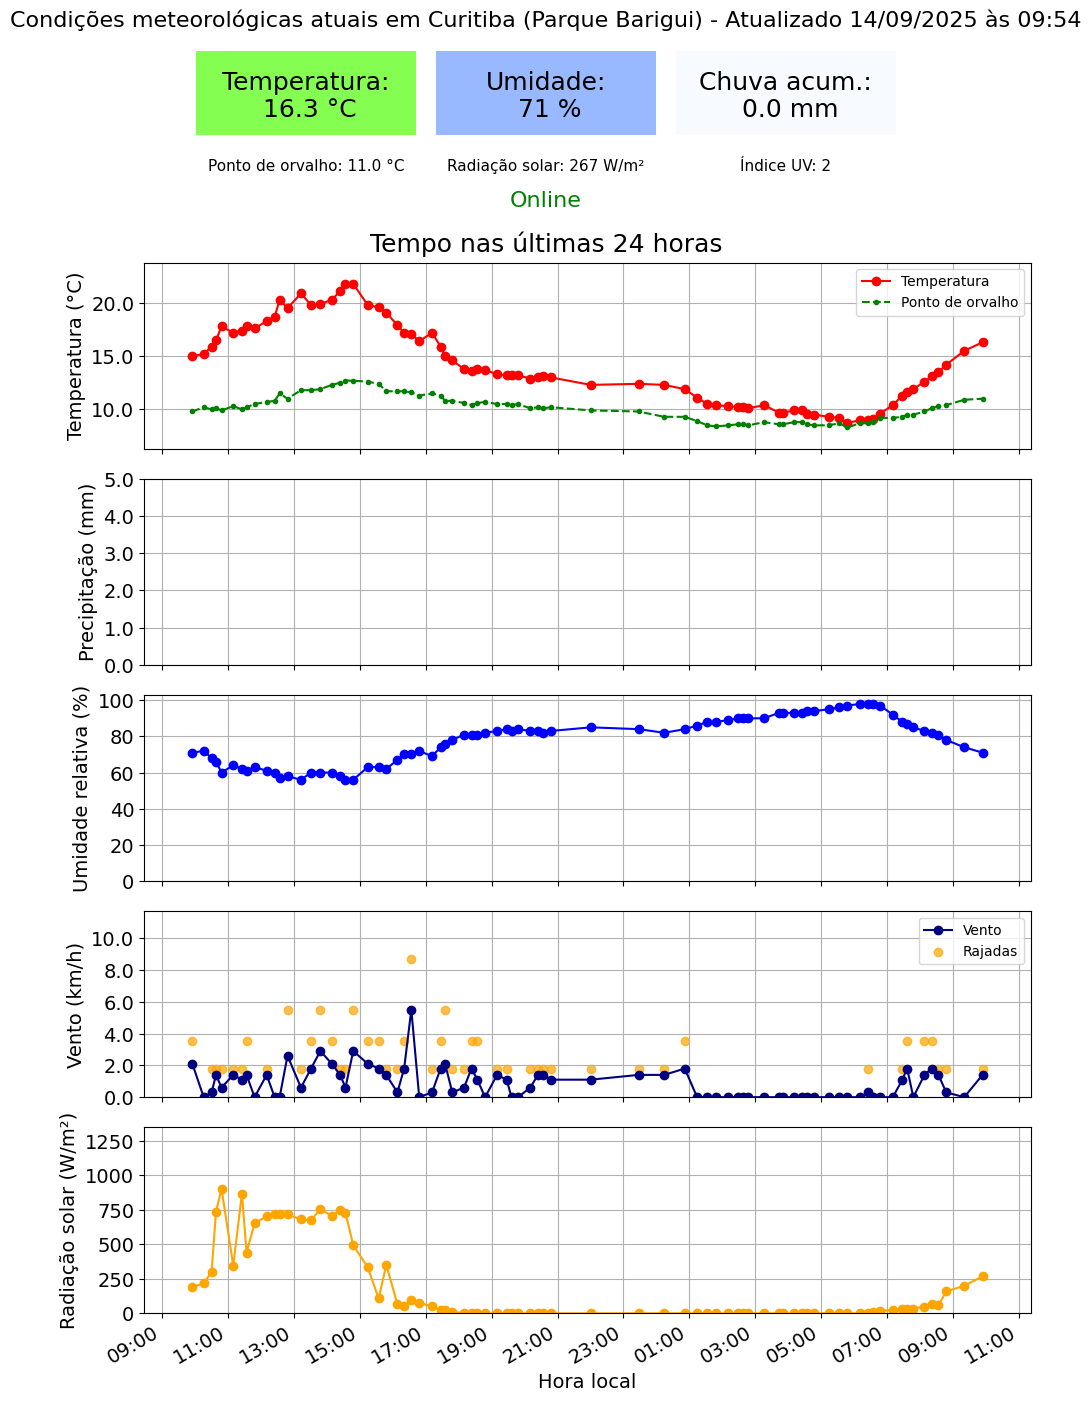 Condições meteorológicas atuais em Curitiba (Parque Barigui) - Atualizado 14/09/2025 às 09:54
Temperatura:
16.3 °C
Umidade:
71 %
Chuva acum.:
0.0 mm
Ponto de orvalho: 11.0 °C
Radiação solar: 267 W/m²
Índice UV: 2
Online
Tempo nas últimas 24 horas
Temperatura (°C)
20.0
15.0
10.0
Temperatura
Ponto de orvalho
Precipitação (mm)
5.0
4.0
3.0
2.0
1.0
0.0
Umidade relativa (%)
100
80
60
40
20
0
Vento (km/h)
10.0
8.0
6.0
4.0
2.0
0.0
Vento
Rajadas
Radiação solar (W/m²)
1250
1000
750
500
250
0
09:00
11:00
13:00
15:00
17:00
19:00
21:00
23:00
01:00
03:00
05:00
07:00
09:00
11:00
Hora local